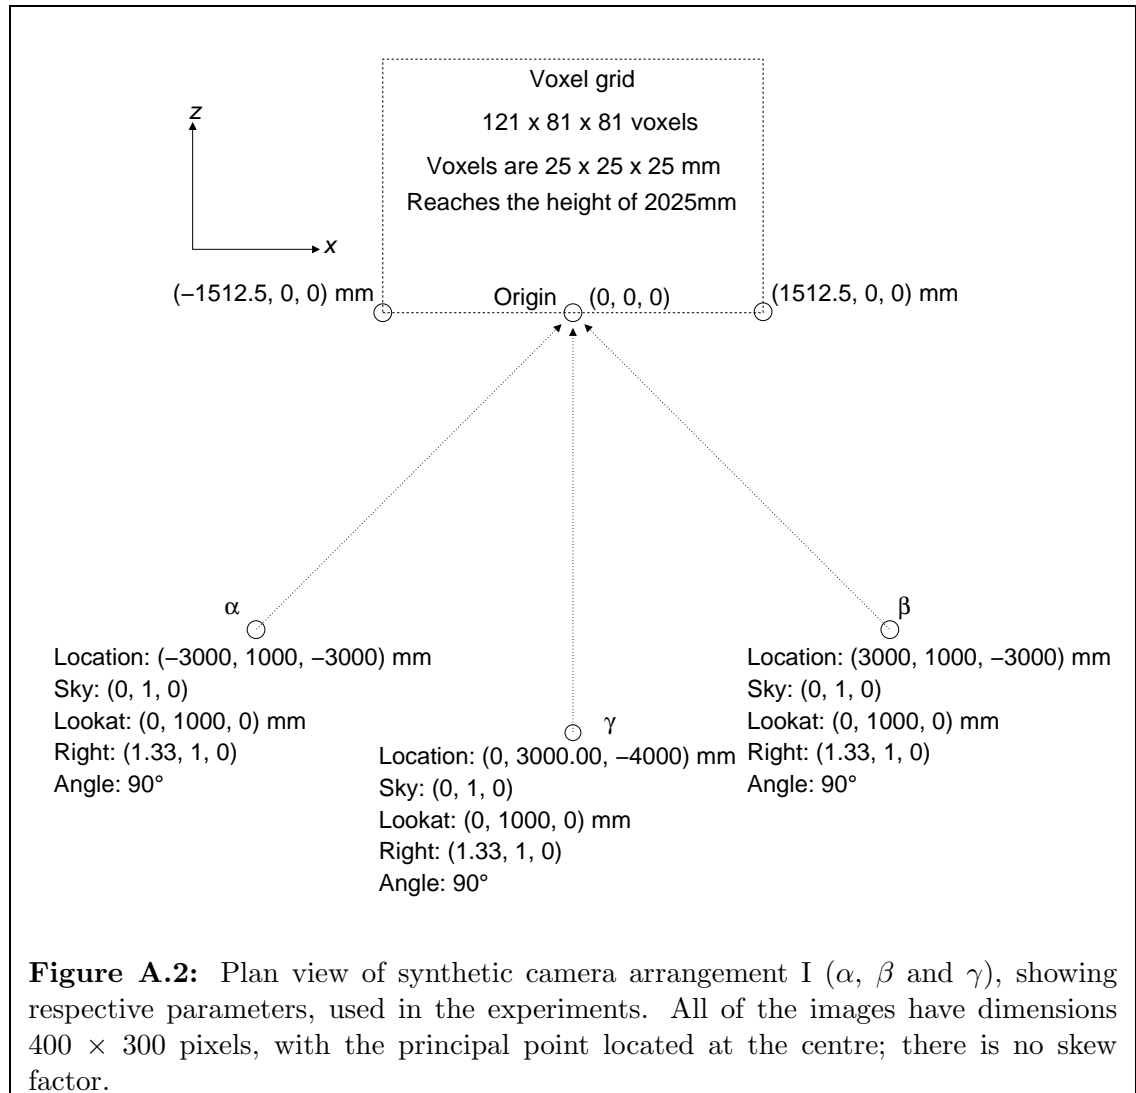 Voxel grid
121 x 81 x 81 voxels
Voxels are 25 x 25 x 25 mm
Reaches the height of 2025mm
z
x
(−1512.5, 0, 0) mm
Origin
(0, 0, 0)
(1512.5, 0, 0) mm
α
Location: (−3000, 1000, −3000) mm
Sky: (0, 1, 0)
Lookat: (0, 1000, 0) mm
Right: (1.33, 1, 0)
Angle: 90°
γ
Location: (0, 3000.00, −4000) mm
Sky: (0, 1, 0)
Lookat: (0, 1000, 0) mm
Right: (1.33, 1, 0)
Angle: 90°
β
Location: (3000, 1000, −3000) mm
Sky: (0, 1, 0)
Lookat: (0, 1000, 0) mm
Right: (1.33, 1, 0)
Angle: 90°
Figure A.2: Plan view of synthetic camera arrangement I (α, β and γ), showing
respective parameters, used in the experiments. All of the images have dimensions
400 × 300 pixels, with the principal point located at the centre; there is no skew
factor.